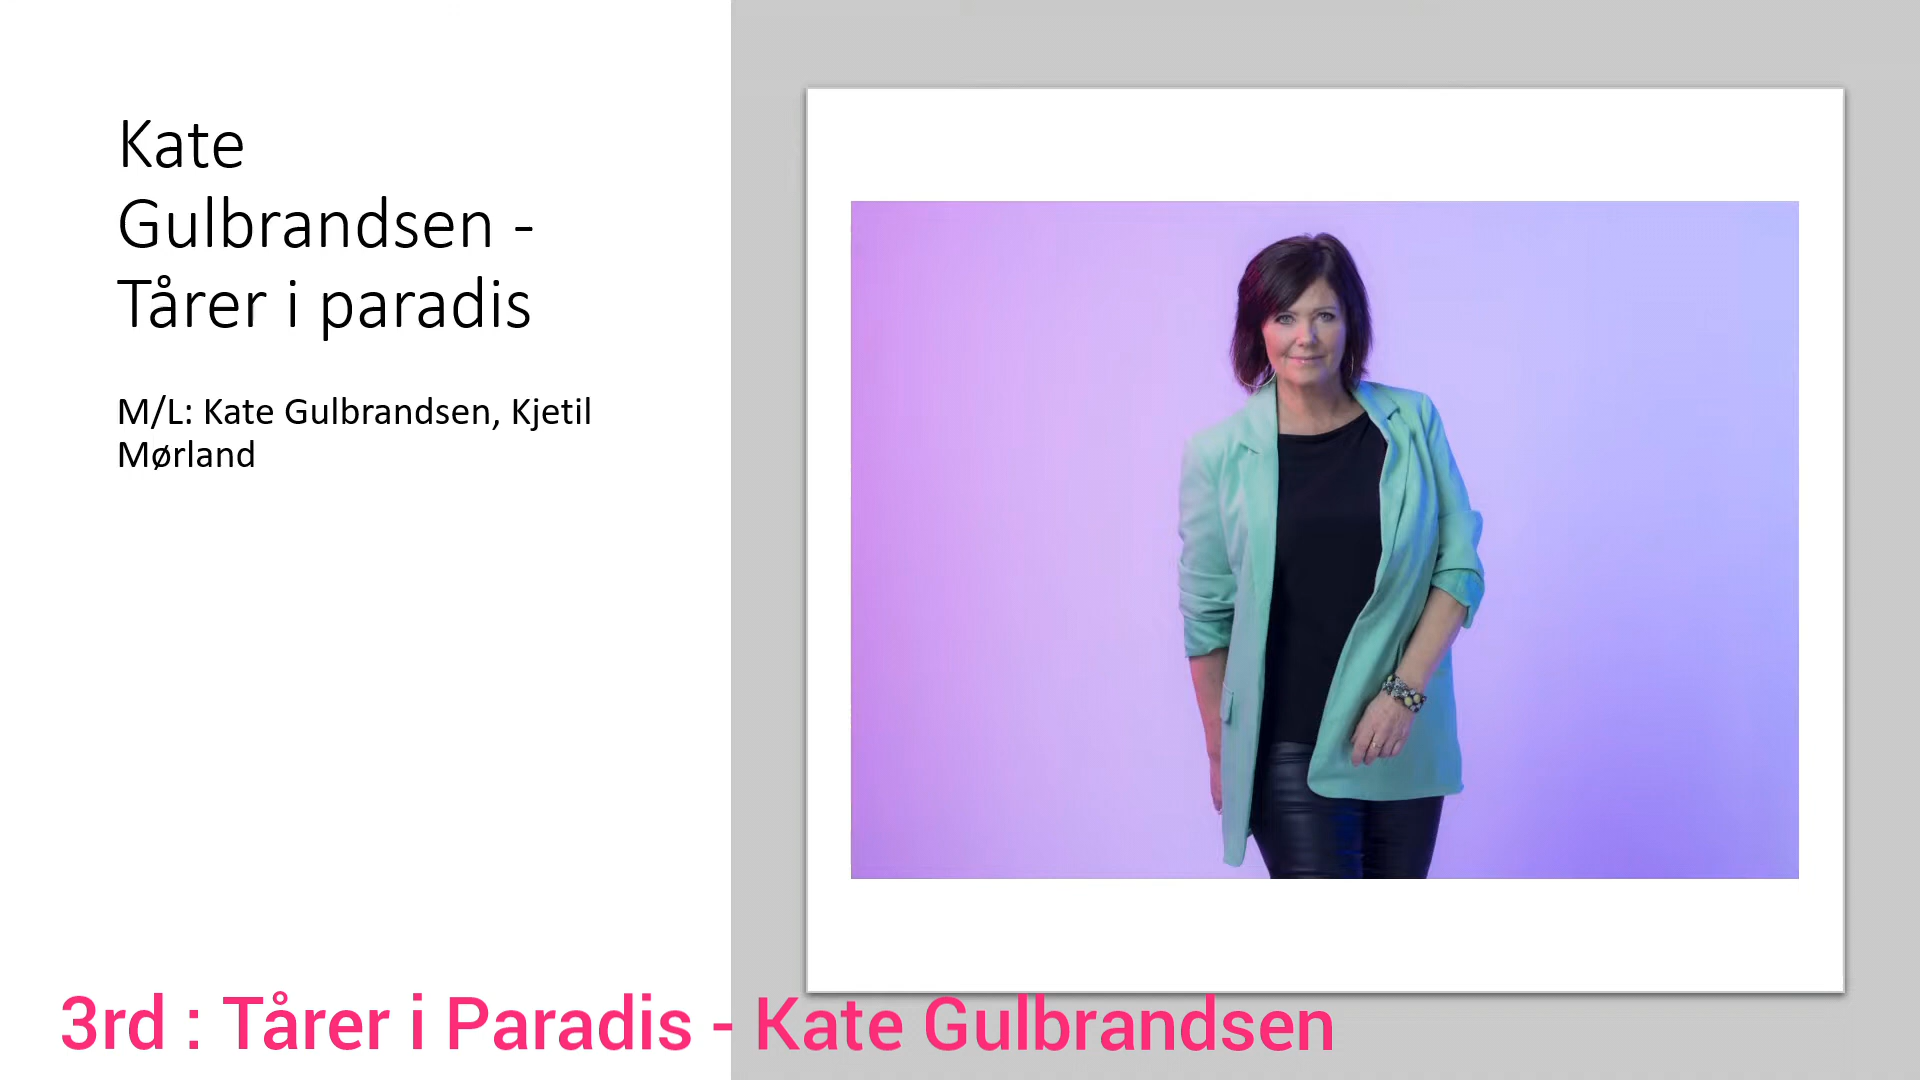 Kate
Gulbrandsen -
Tårer i paradis
M/L: Kate Gulbrandsen, Kjetil
Mørland
3rd : Tårer i Paradis - Kate Gulbrandsen